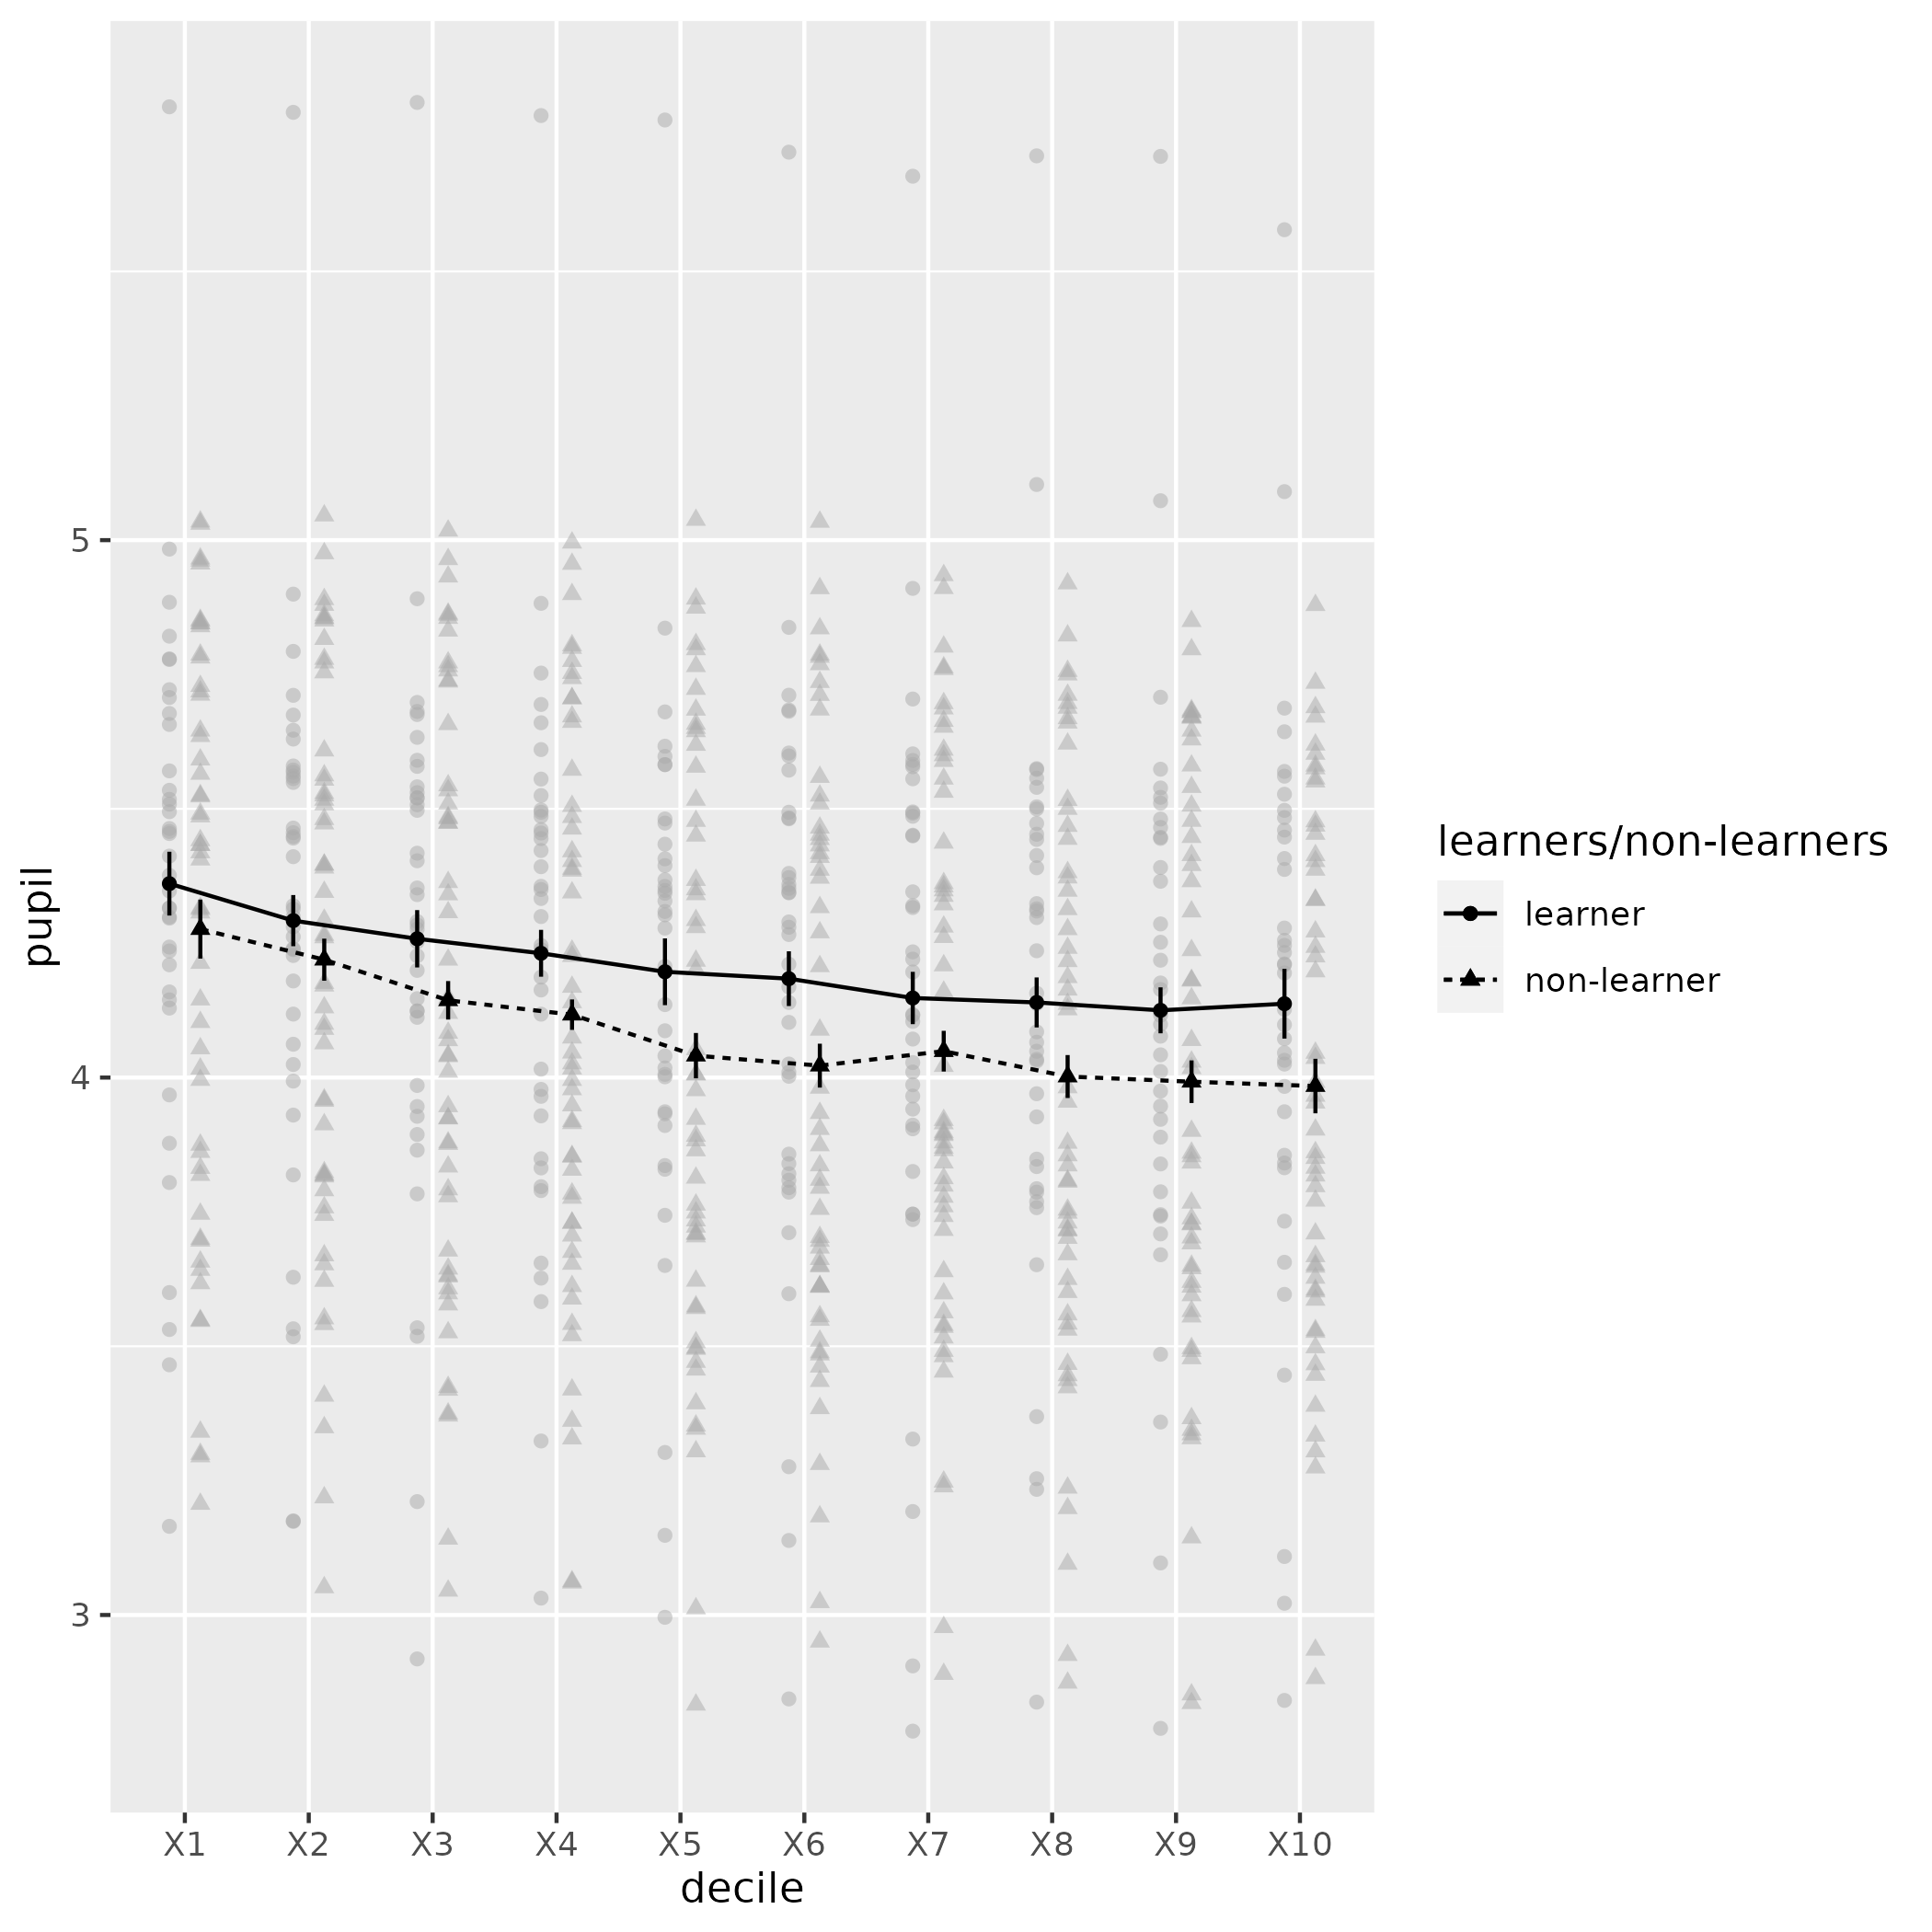 5
4
3
pupil
X1 X2 X3 X4 X5 X6 X7 X8 X9 X10
decile
learners/non-learners
learner
non-learner